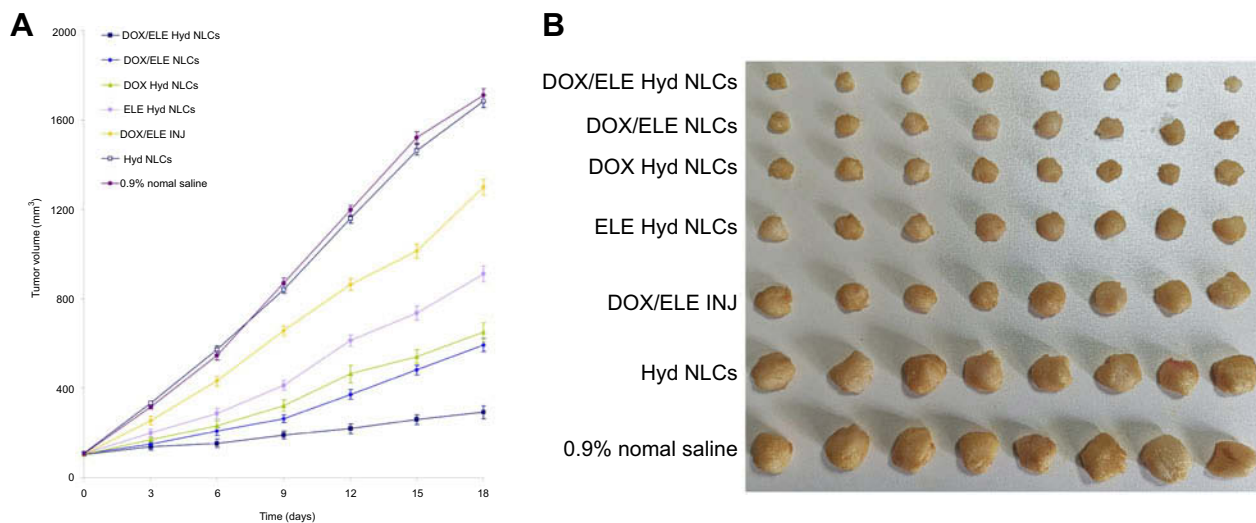 A
2000
1600
1200
800
400
0
Tumor volume (mm³)
DOX/ELE Hyd NLCs
DOX/ELE NLCs
DOX Hyd NLCs
ELE Hyd NLCs
DOX/ELE INJ
Hyd NLCs
0.9% nomal saline
0 3 6 9 12 15 18
Time (days)
B
DOX/ELE Hyd NLCs
DOX/ELE NLCs
DOX Hyd NLCs
ELE Hyd NLCs
DOX/ELE INJ
Hyd NLCs
0.9% nomal saline